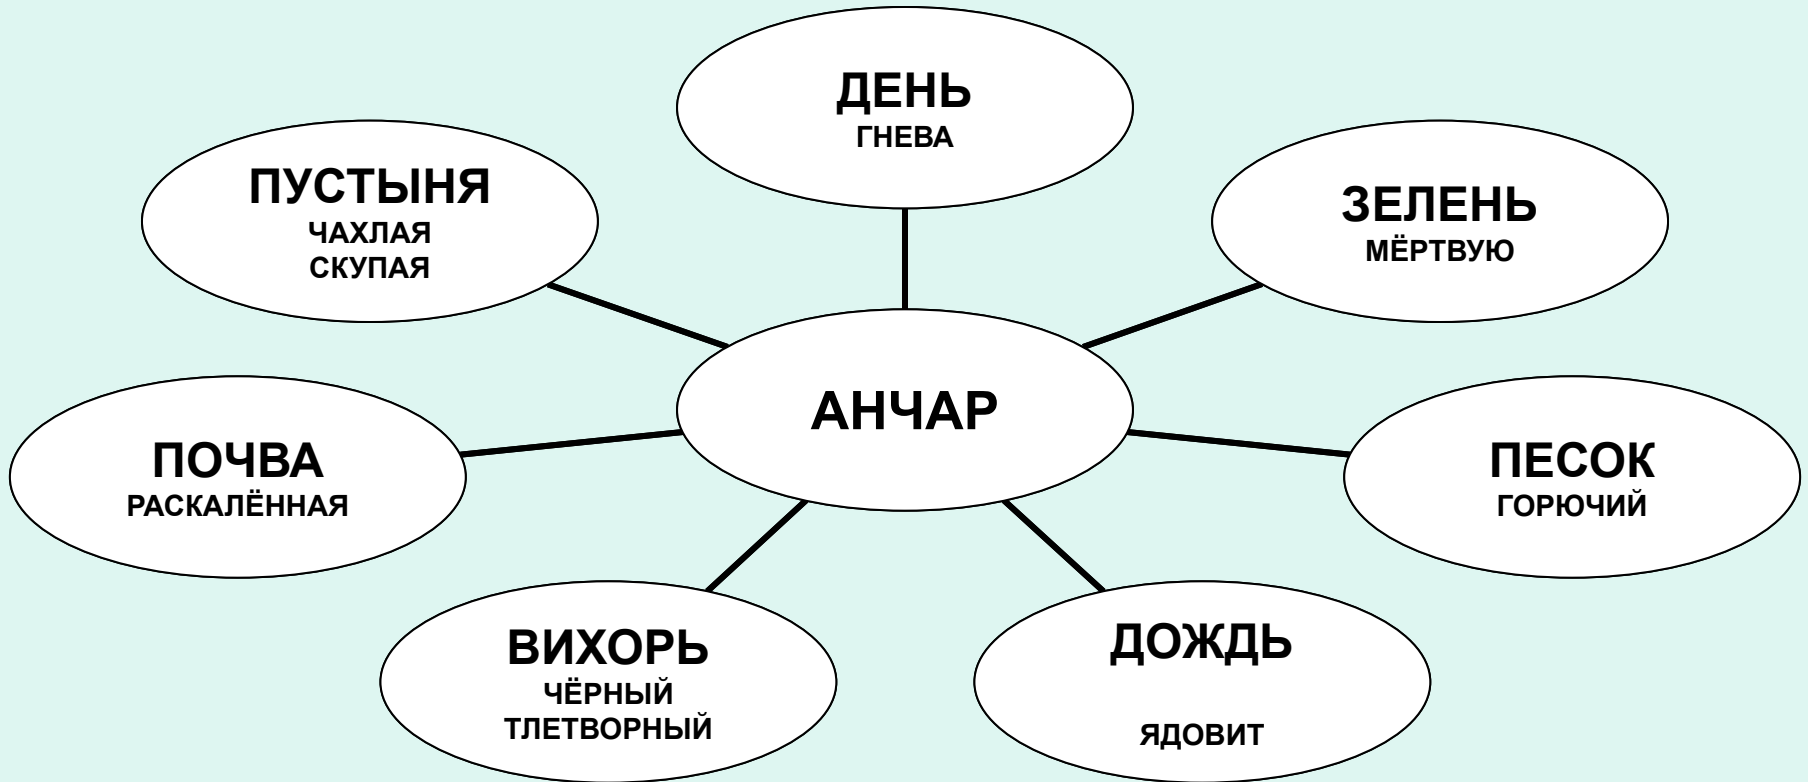 ДЕНЬ
ГНЕВА
ПУСТЫНЯ
ЧАХЛАЯ
СКУПАЯ
ЗЕЛЕНЬ
МЁРТВУЮ
АНЧАР
ПОЧВА
РАСКАЛЁННАЯ
ПЕСОК
ГОРЮЧИЙ
ВИХОРЬ
ЧЁРНЫЙ
ТЛЕТВОРНЫЙ
ДОЖДЬ
ЯДОВИТ